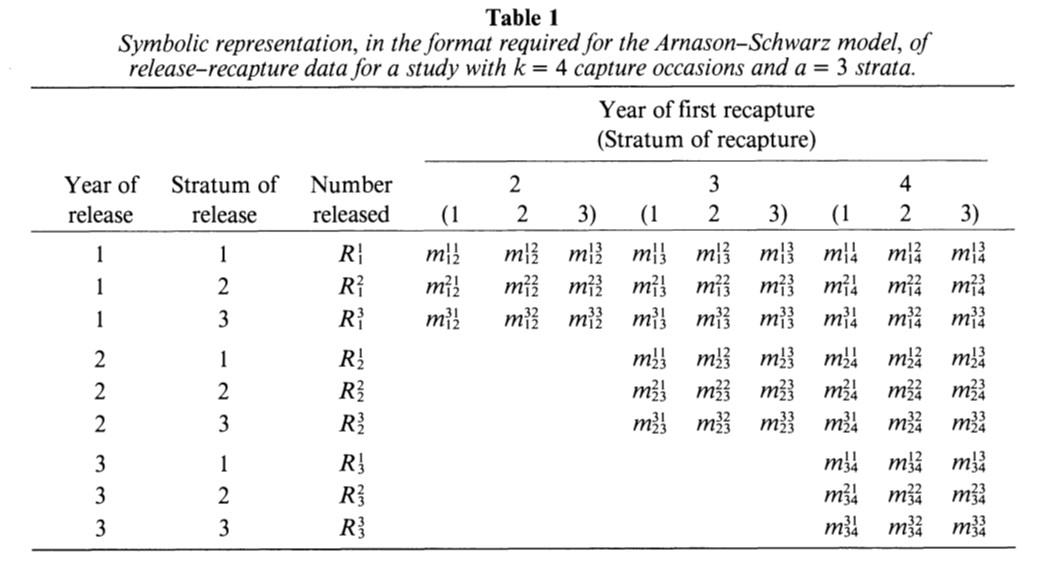 Table 1
Symbolic representation, in the format required for the Arnason–Schwarz model, of
release–recapture data for a study with k = 4 capture occasions and a = 3 strata.
Year of first recapture
(Stratum of recapture)
Year of Stratum of Number 2 3 4
release release released (1 2 3) (1 2 3) (1 2 3)
1 1 R_1^1 m_{12}^{11} m_{12}^{12} m_{12}^{13} m_{13}^{11} m_{13}^{12} m_{13}^{13} m_{14}^{11} m_{14}^{12} m_{14}^{13}
1 2 R_1^2 m_{12}^{21} m_{12}^{22} m_{12}^{23} m_{13}^{21} m_{13}^{22} m_{13}^{23} m_{14}^{21} m_{14}^{22} m_{14}^{23}
1 3 R_1^3 m_{12}^{31} m_{12}^{32} m_{12}^{33} m_{13}^{31} m_{13}^{32} m_{13}^{33} m_{14}^{31} m_{14}^{32} m_{14}^{33}
2 1 R_2^1 m_{23}^{11} m_{23}^{12} m_{23}^{13} m_{24}^{11} m_{24}^{12} m_{24}^{13}
2 2 R_2^2 m_{23}^{21} m_{23}^{22} m_{23}^{23} m_{24}^{21} m_{24}^{22} m_{24}^{23}
2 3 R_2^3 m_{23}^{31} m_{23}^{32} m_{23}^{33} m_{24}^{31} m_{24}^{32} m_{24}^{33}
3 1 R_3^1 m_{34}^{11} m_{34}^{12} m_{34}^{13}
3 2 R_3^2 m_{34}^{21} m_{34}^{22} m_{34}^{23}
3 3 R_3^3 m_{34}^{31} m_{34}^{32} m_{34}^{33}